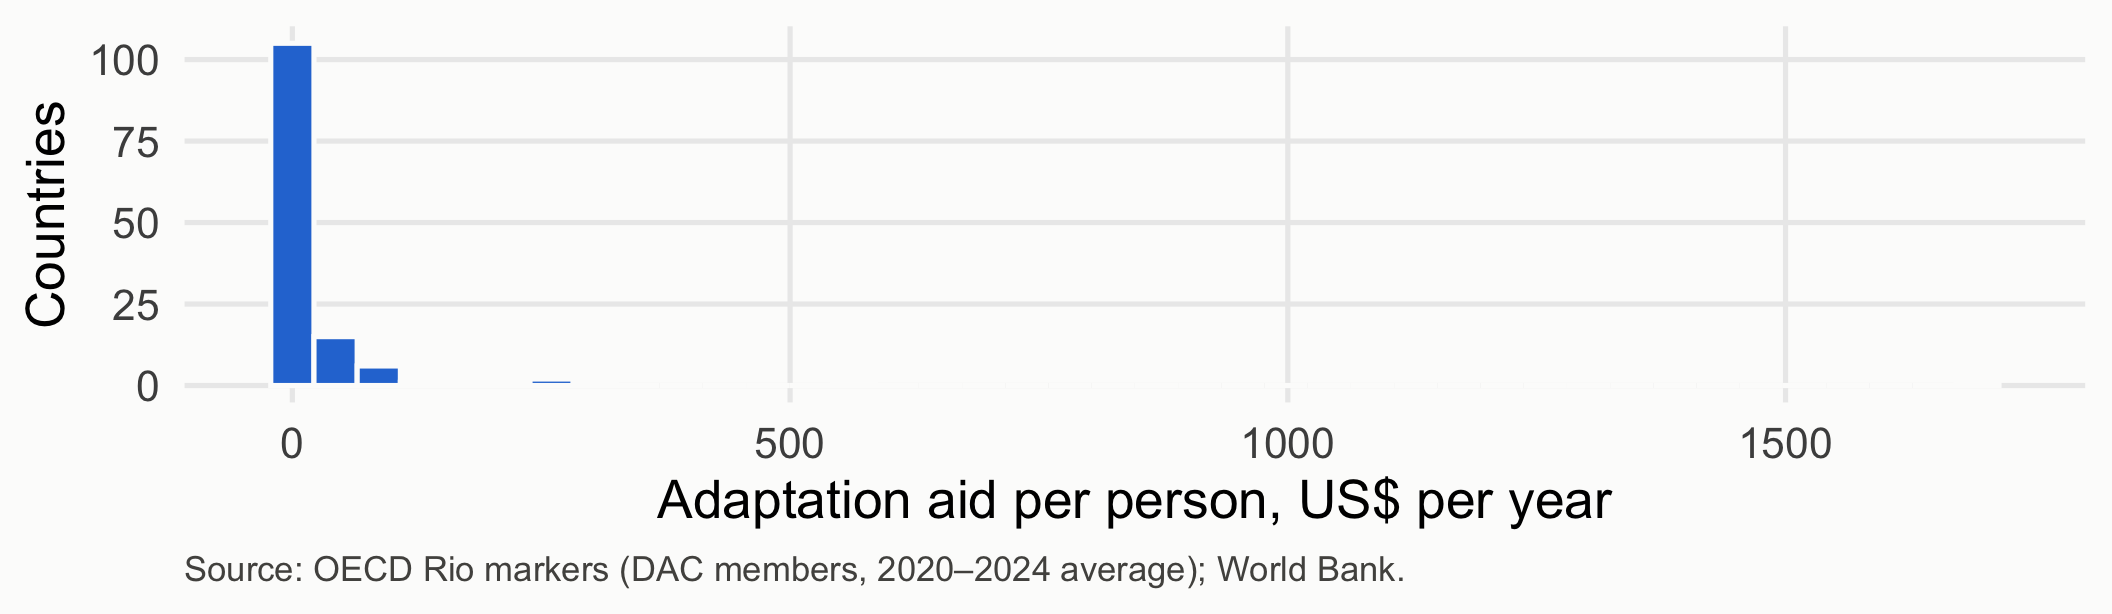 Countries
100
75
50
25
0
0 500 1000 1500
Adaptation aid per person, US$ per year
Source: OECD Rio markers (DAC members, 2020–2024 average); World Bank.